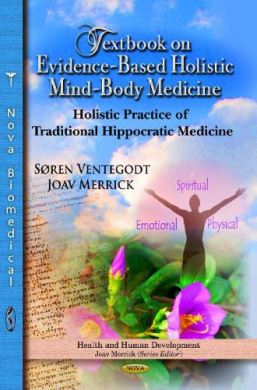 Textbook on
Evidence-Based Holistic
Mind-Body Medicine
Holistic Practice of
Traditional Hippocratic Medicine
SØREN VENTEGODT
JOAV MERRICK
Spiritual
Emotional
Physical
Nova Biomedical
Health and Human Development
Joav Merrick (Series Editor)
NOVA